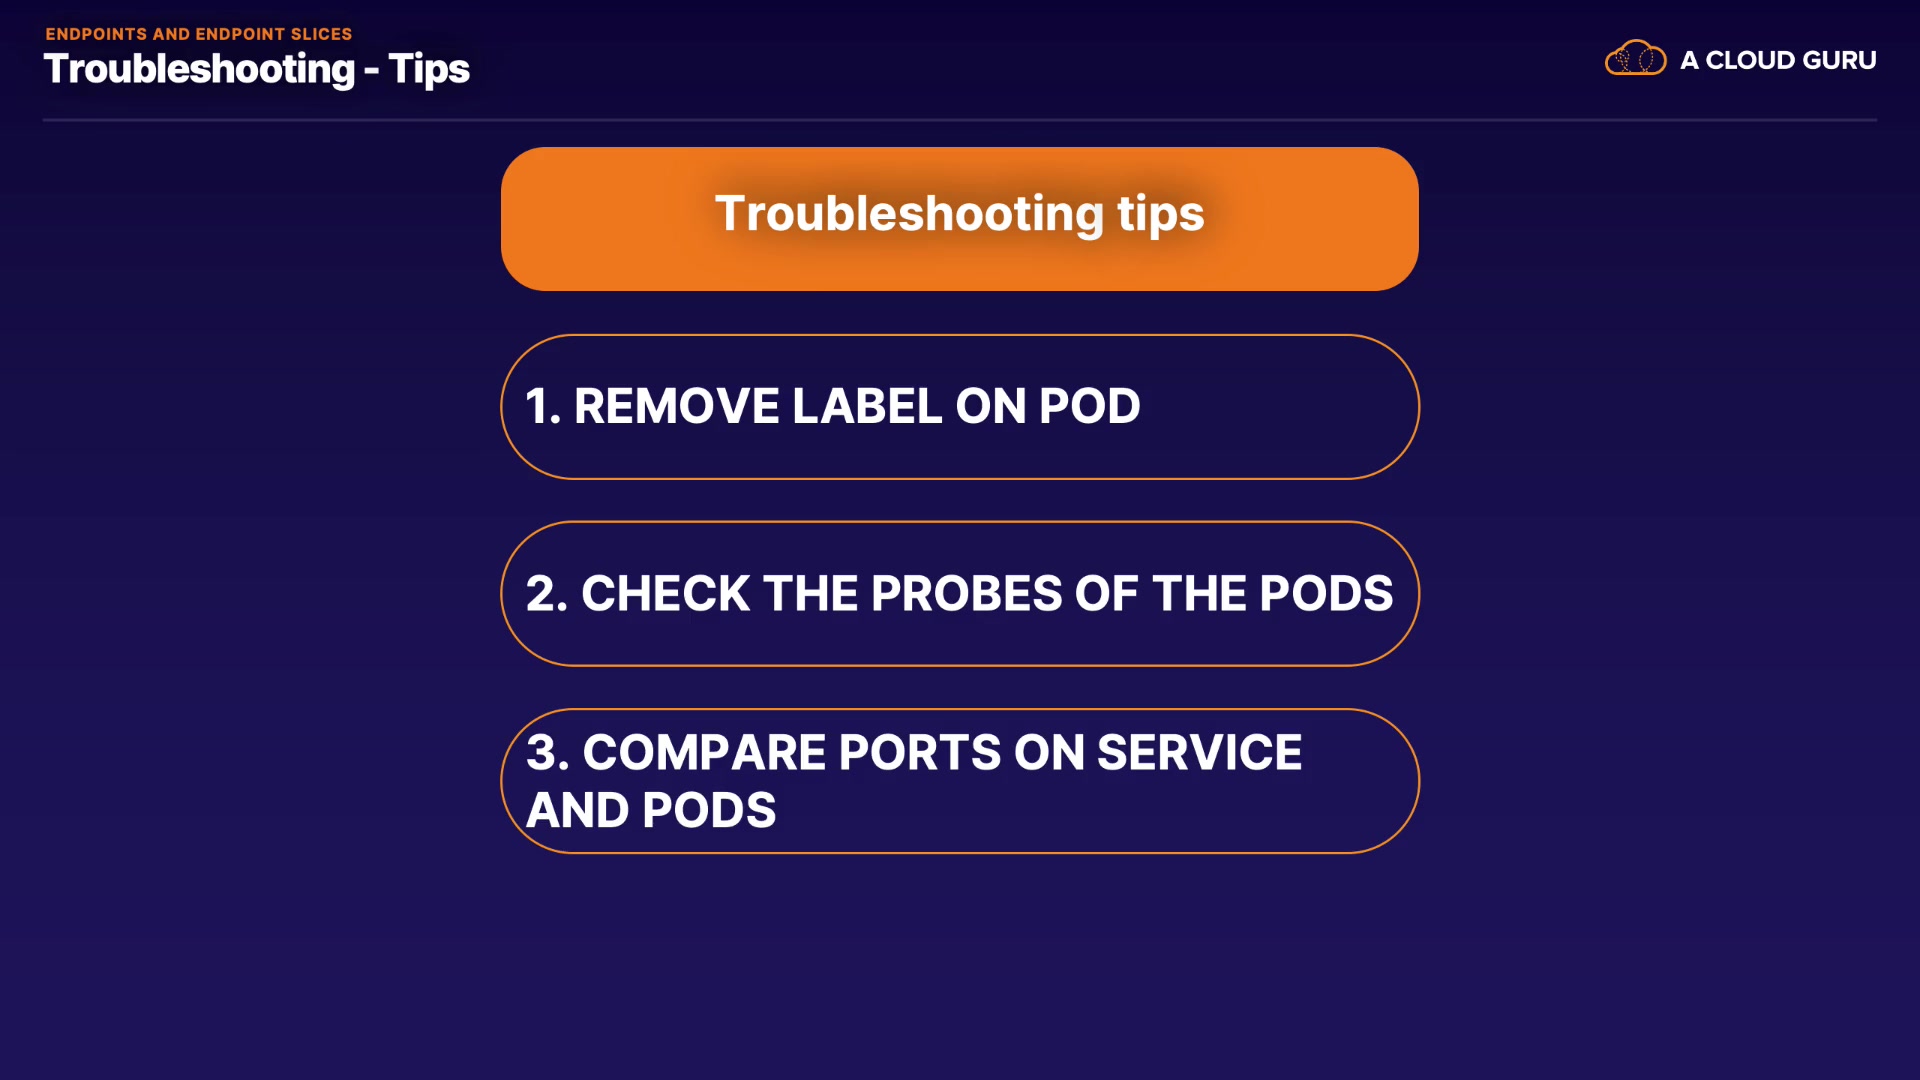 ENDPOINTS AND ENDPOINT SLICES
Troubleshooting - Tips
A CLOUD GURU
Troubleshooting tips
1. REMOVE LABEL ON POD
2. CHECK THE PROBES OF THE PODS
3. COMPARE PORTS ON SERVICE
AND PODS